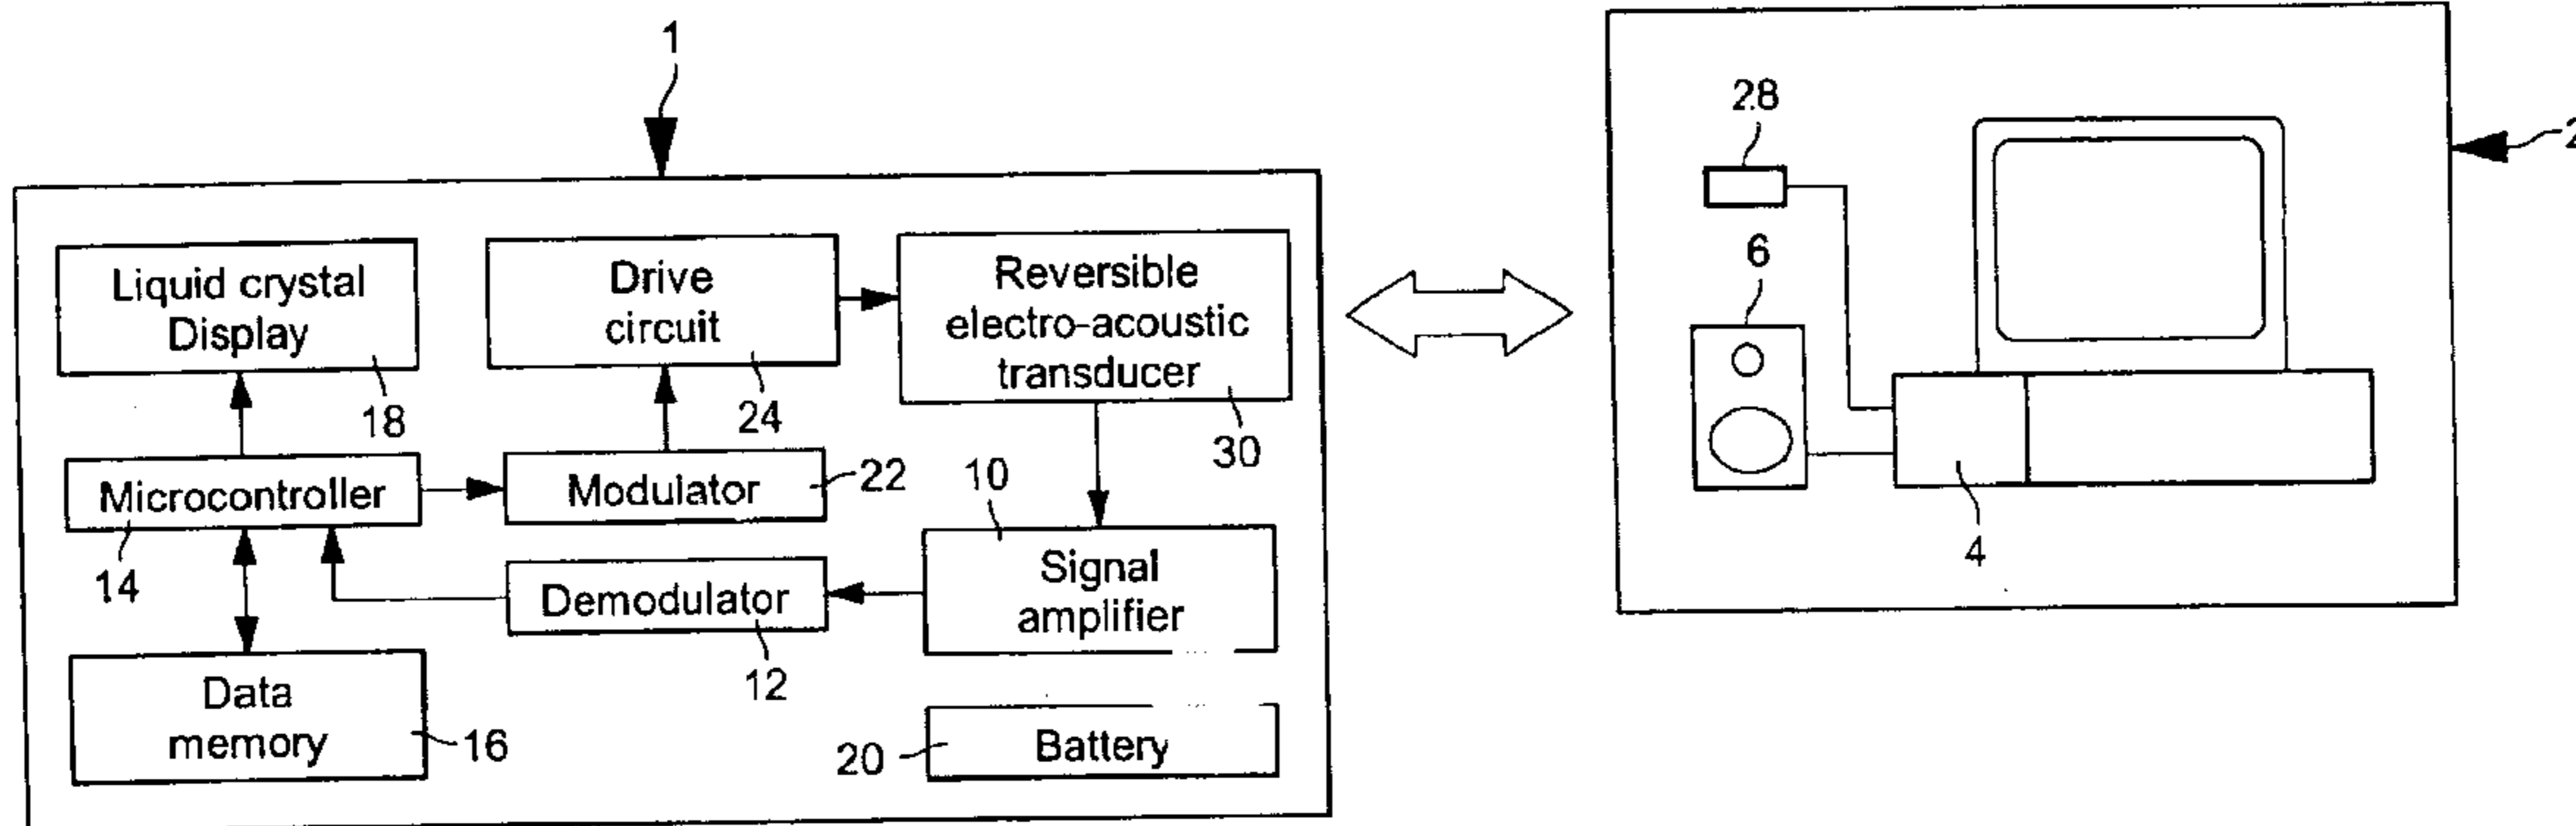 1
2
28
6
4
Liquid crystal
Display
18
Drive
circuit
24
Reversible
electro-acoustic
transducer
30
Microcontroller
14
Modulator
22
10
Signal
amplifier
Demodulator
12
Data
memory
16
20
Battery